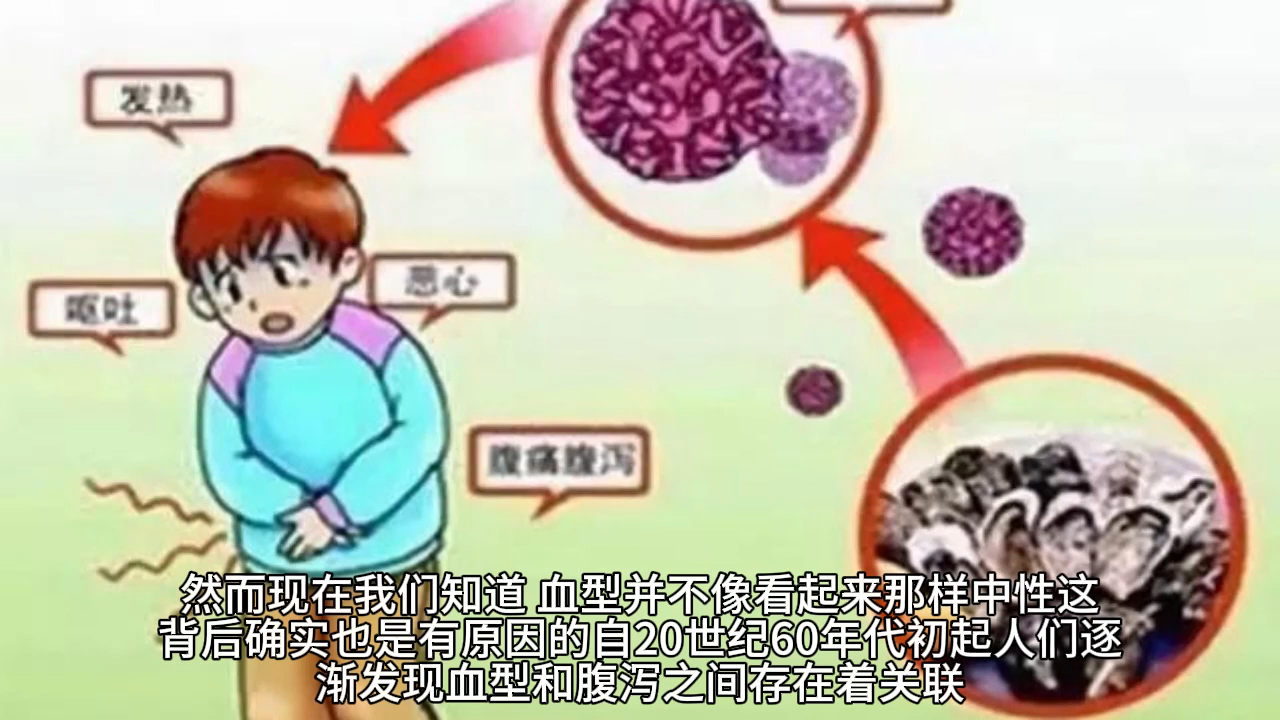 发热
恶心
呕吐
腹痛腹泻
然而现在我们知道 血型并不像看起来那样中性这
背后确实也是有原因的自20世纪60年代初起人们逐
渐发现血型和腹泻之间存在着关联